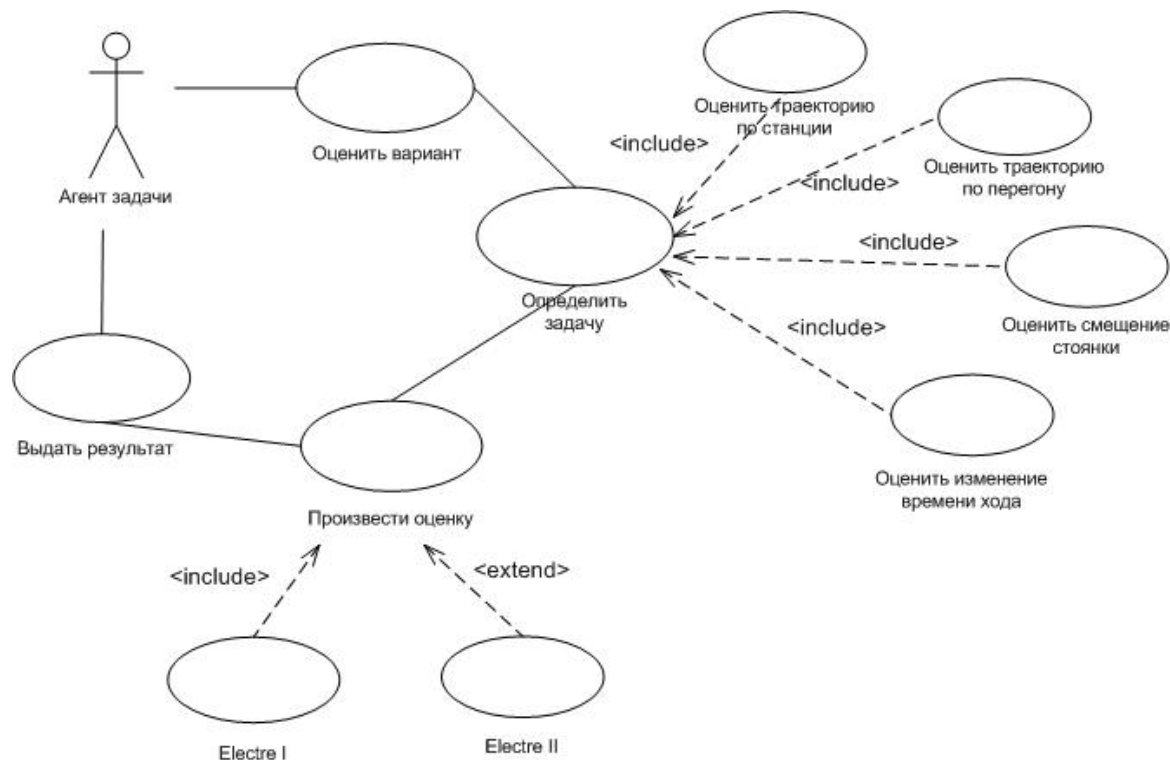 Оценить траекторию
по станции
<include>
Оценить вариант
Оценить траекторию
по перегону
<include>
Агент задачи
<include>
Определить
задачу
Оценить смещение
стоянки
<include>
Выдать результат
Оценить изменение
времени хода
Произвести оценку
<include>
<extend>
Electre I
Electre II